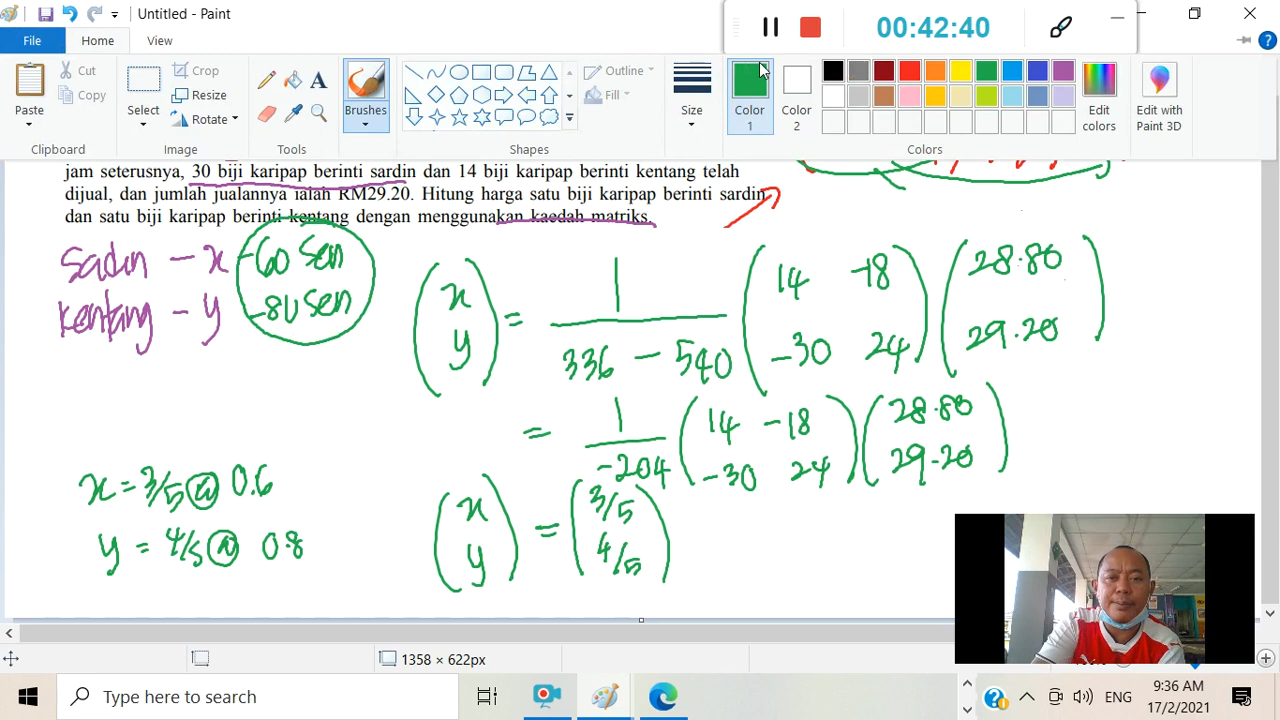 Untitled - Paint
00:42:40
File
Home
View
Paste
Cut
Copy
Clipboard
Select
Crop
Resize
Rotate
Image
Tools
Brushes
Outline
Fill
Shapes
Size
Color 1
Color 2
Edit colors
Edit with Paint 3D
Colors
jam seterusnya, 30 biji karipap berinti sardin dan 14 biji karipap berinti kentang telah
dijual, dan jumlah jualannya ialah RM29.20. Hitung harga satu biji karipap berinti sardin
dan satu biji karipap berinti kentang dengan menggunakan kaedah matriks.
Sadin - x - 60 Sen
kentang - y - 80 Sen
x
y
=
1
336 - 540
14 -18
-30 24
28.80
29.20
=
1
-204
14 -18
-30 24
28.80
29.20
x
y
=
3/5
4/5
x = 3/5 @ 0.6
y = 4/5 @ 0.8
1358 × 622px
Type here to search
ENG
9:36 AM
17/2/2021